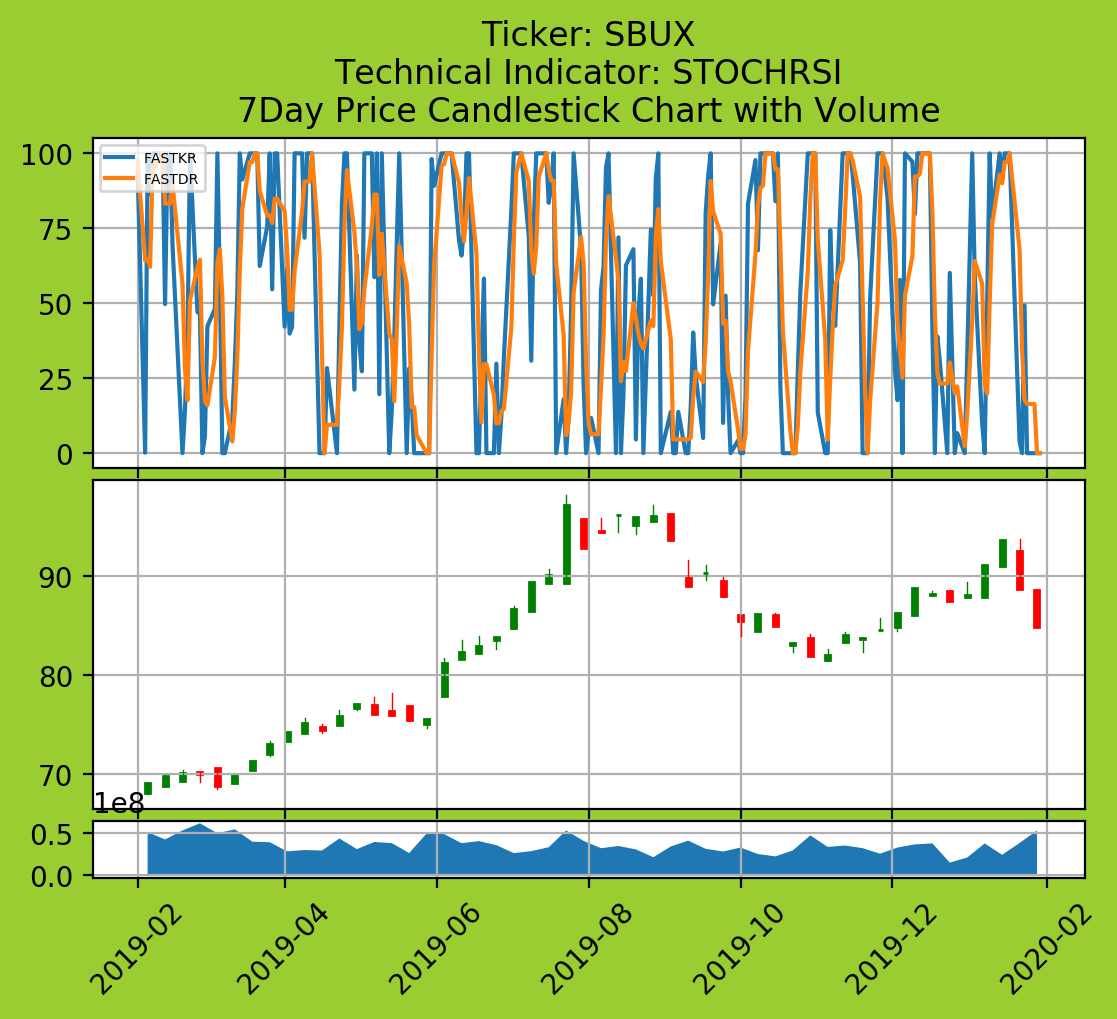 Ticker: SBUX
Technical Indicator: STOCHRSI
7Day Price Candlestick Chart with Volume
100
75
50
25
0
FASTKR
FASTDR
90
80
70
1e8
0.5
0.0
2019-02
2019-04
2019-06
2019-08
2019-10
2019-12
2020-02